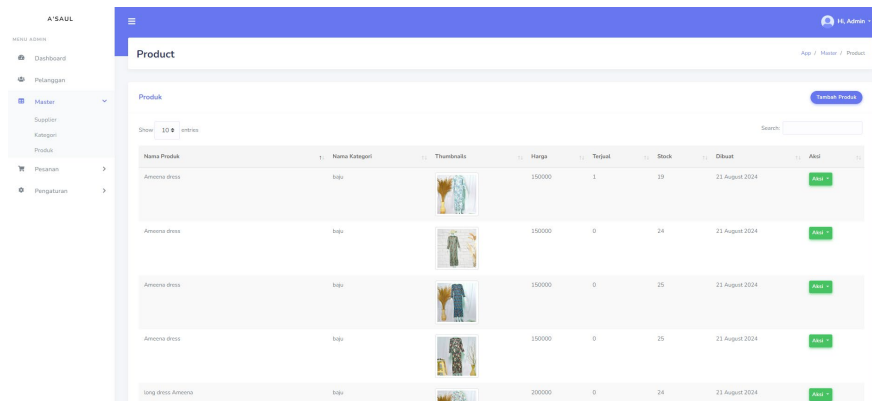 A'SAUL
Hi, Admin
MENU ADMIN
Dashboard
Pelanggan
Master
Supplier
Kategori
Produk
Pesanan
Pengaturan
Product
App / Master / Product
Produk
Tambah Produk
Show 10 entries
Search:
Nama Produk Nama Kategori Thumbnails Harga Terjual Stock Dibuat Aksi
Ameena dress baju 150000 1 19 21 August 2024 Aksi
Ameena dress baju 150000 0 24 21 August 2024 Aksi
Ameena dress baju 150000 0 25 21 August 2024 Aksi
Ameena dress baju 150000 0 25 21 August 2024 Aksi
long dress Ameena baju 200000 0 24 21 August 2024 Aksi